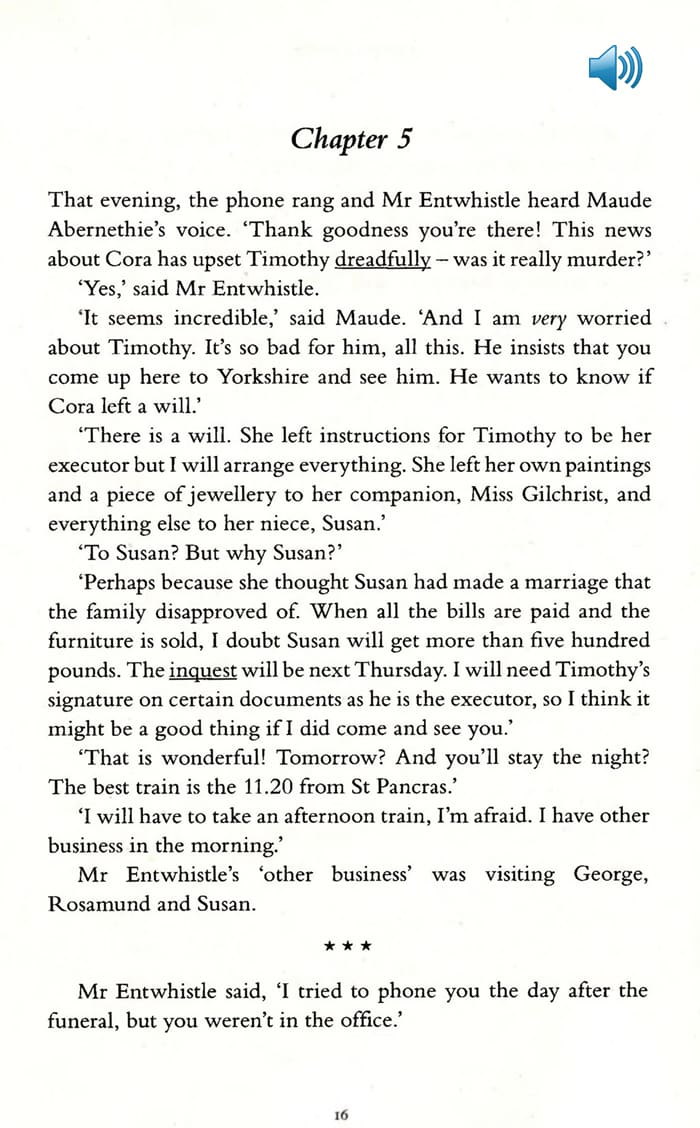 Chapter 5
That evening, the phone rang and Mr Entwhistle heard Maude
Abernethie’s voice. ‘Thank goodness you’re there! This news
about Cora has upset Timothy dreadfully – was it really murder?’
‘Yes,’ said Mr Entwhistle.
‘It seems incredible,’ said Maude. ‘And I am very worried
about Timothy. It’s so bad for him, all this. He insists that you
come up here to Yorkshire and see him. He wants to know if
Cora left a will.’
‘There is a will. She left instructions for Timothy to be her
executor but I will arrange everything. She left her own paintings
and a piece of jewellery to her companion, Miss Gilchrist, and
everything else to her niece, Susan.’
‘To Susan? But why Susan?’
‘Perhaps because she thought Susan had made a marriage that
the family disapproved of. When all the bills are paid and the
furniture is sold, I doubt Susan will get more than five hundred
pounds. The inquest will be next Thursday. I will need Timothy’s
signature on certain documents as he is the executor, so I think it
might be a good thing if I did come and see you.’
‘That is wonderful! Tomorrow? And you’ll stay the night?
The best train is the 11.20 from St Pancras.’
‘I will have to take an afternoon train, I’m afraid. I have other
business in the morning.’
Mr Entwhistle’s ‘other business’ was visiting George,
Rosamund and Susan.
★ ★ ★
Mr Entwhistle said, ‘I tried to phone you the day after the
funeral, but you weren’t in the office.’
16